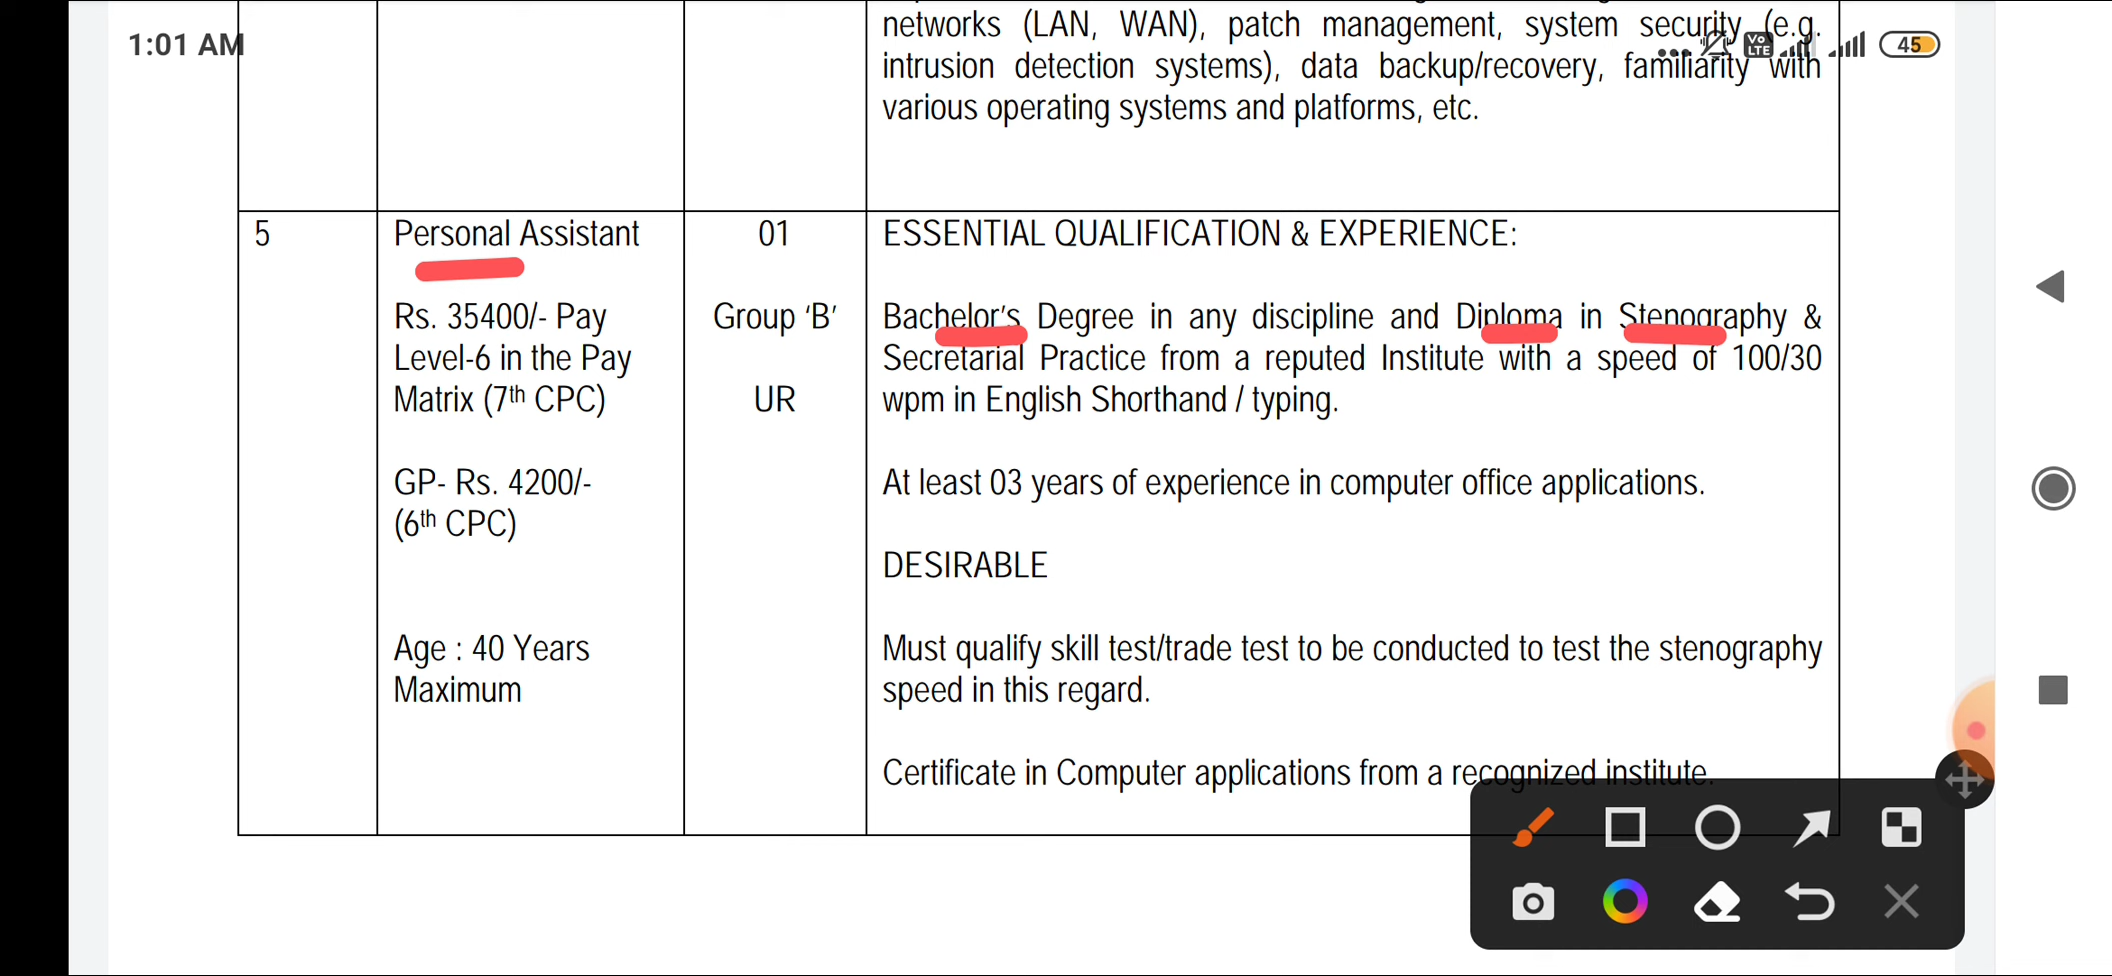 networks (LAN, WAN), patch management, system security (e.g.
1:01 AM
Vo LTE
45
intrusion detection systems), data backup/recovery, familiarity with
various operating systems and platforms, etc.
5
Personal Assistant
Rs. 35400/- Pay
Level-6 in the Pay
Matrix (7th CPC)
GP- Rs. 4200/-
(6th CPC)
Age : 40 Years
Maximum
01
Group ‘B’
UR
ESSENTIAL QUALIFICATION & EXPERIENCE:
Bachelor’s Degree in any discipline and Diploma in Stenography &
Secretarial Practice from a reputed Institute with a speed of 100/30
wpm in English Shorthand / typing.
At least 03 years of experience in computer office applications.
DESIRABLE
Must qualify skill test/trade test to be conducted to test the stenography
speed in this regard.
Certificate in Computer applications from a recognized institute.